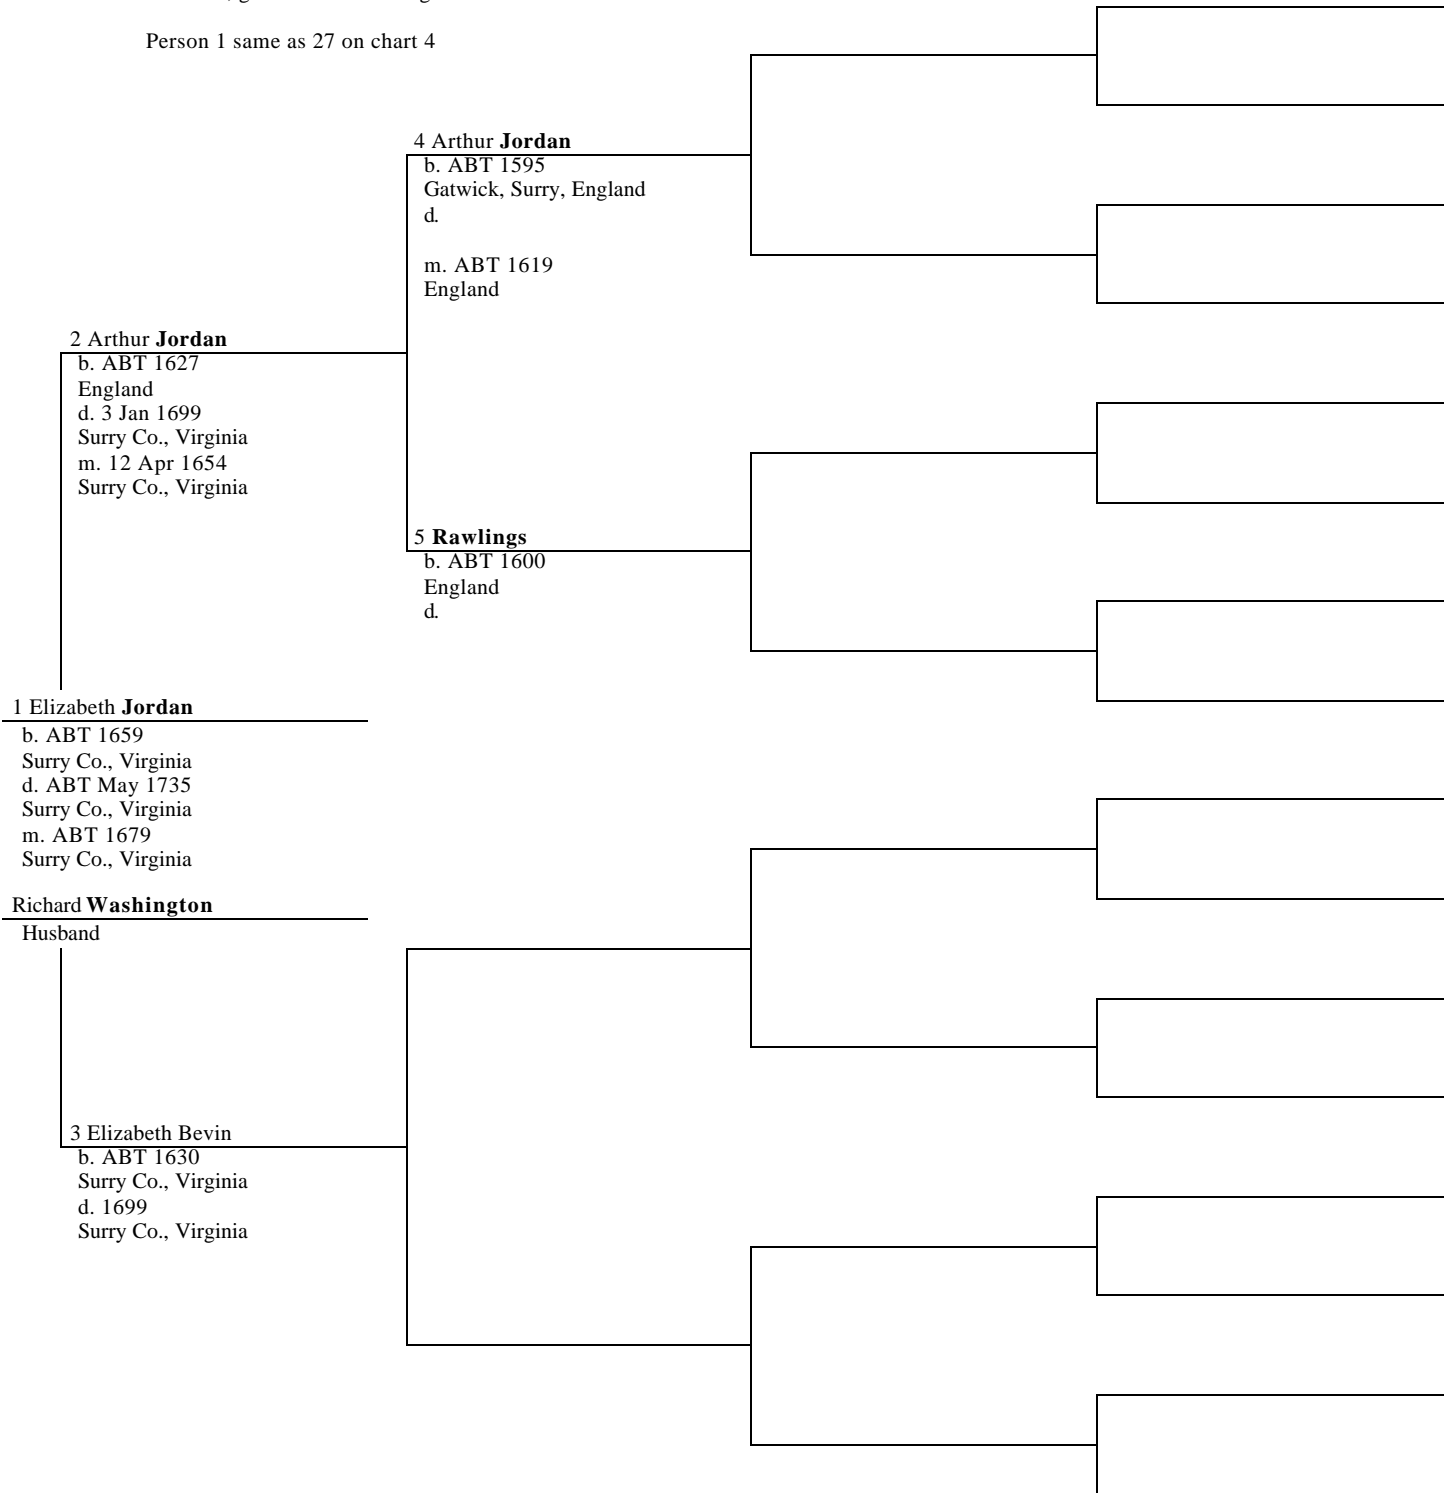 Person 1 same as 27 on chart 4
4 Arthur Jordan
b. ABT 1595
Gatwick, Surry, England
d.
m. ABT 1619
England
2 Arthur Jordan
b. ABT 1627
England
d. 3 Jan 1699
Surry Co., Virginia
m. 12 Apr 1654
Surry Co., Virginia
5 Rawlings
b. ABT 1600
England
d.
1 Elizabeth Jordan
b. ABT 1659
Surry Co., Virginia
d. ABT May 1735
Surry Co., Virginia
m. ABT 1679
Surry Co., Virginia
Richard Washington
Husband
3 Elizabeth Bevin
b. ABT 1630
Surry Co., Virginia
d. 1699
Surry Co., Virginia